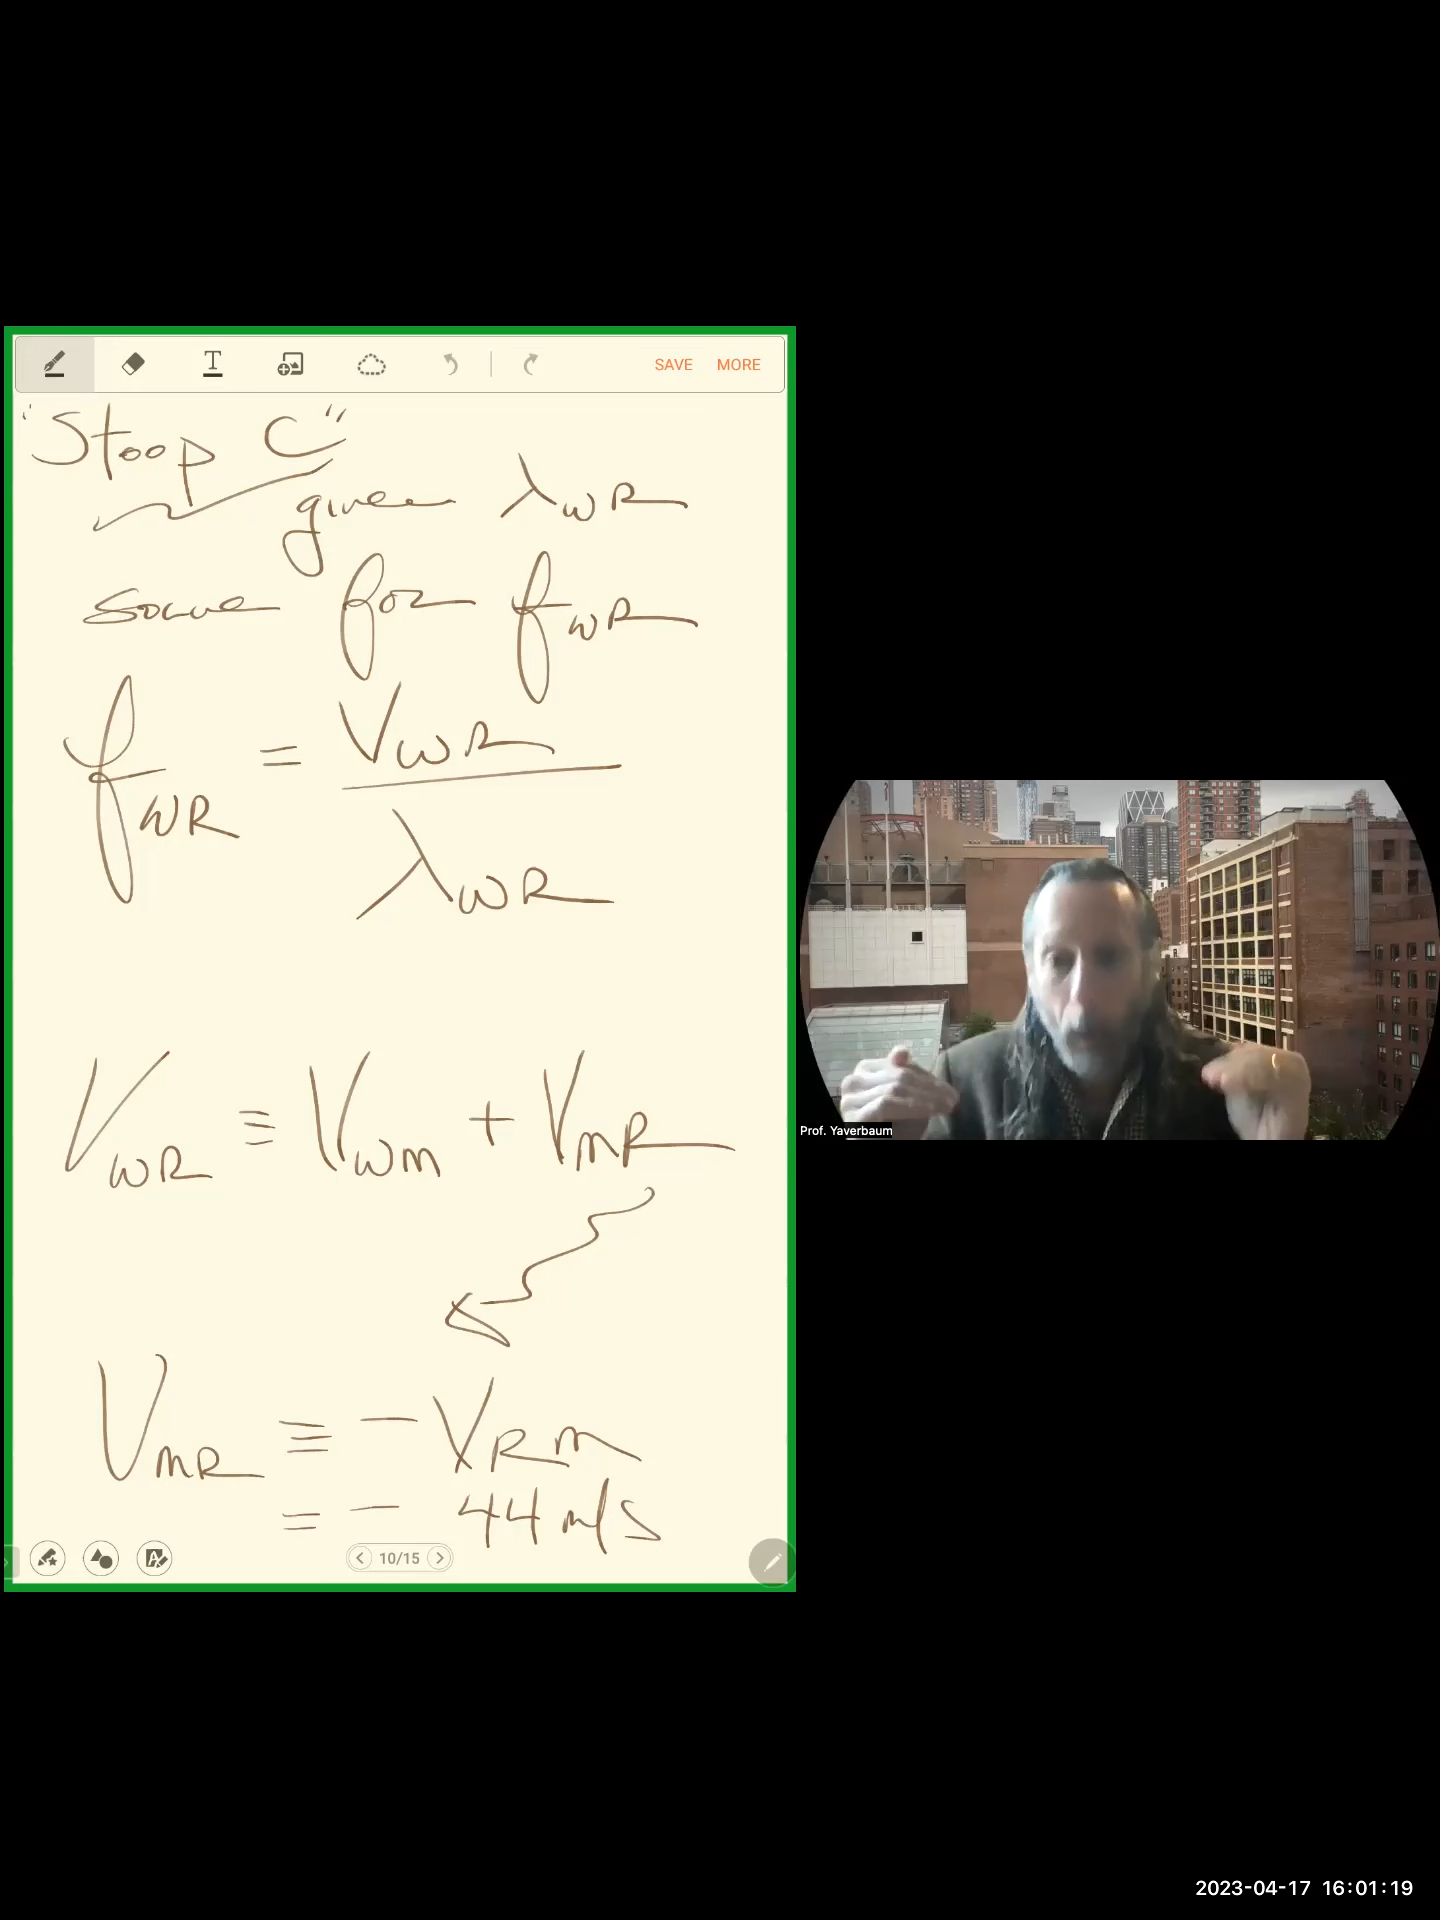 SAVE MORE
"Stoop C"
given λWR
solve for fWR
fWR = VWR
λWR
VWR ≡ VWM + VMR
VMR ≡ - VRM
= - 44 m/s
10/15
Prof. Yaverbaum
2023-04-17 16:01:19